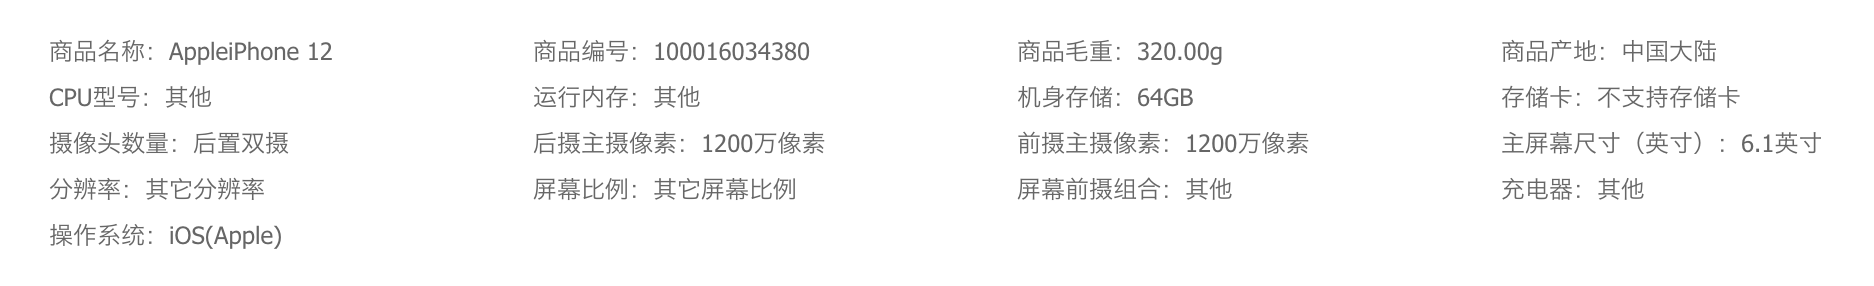 商品名称：AppleiPhone 12 商品编号：100016034380 商品毛重：320.00g 商品产地：中国大陆
CPU型号：其他 运行内存：其他 机身存储：64GB 存储卡：不支持存储卡
摄像头数量：后置双摄 后摄主摄像素：1200万像素 前摄主摄像素：1200万像素 主屏幕尺寸（英寸）：6.1英寸
分辨率：其它分辨率 屏幕比例：其它屏幕比例 屏幕前摄组合：其他 充电器：其他
操作系统：iOS(Apple)